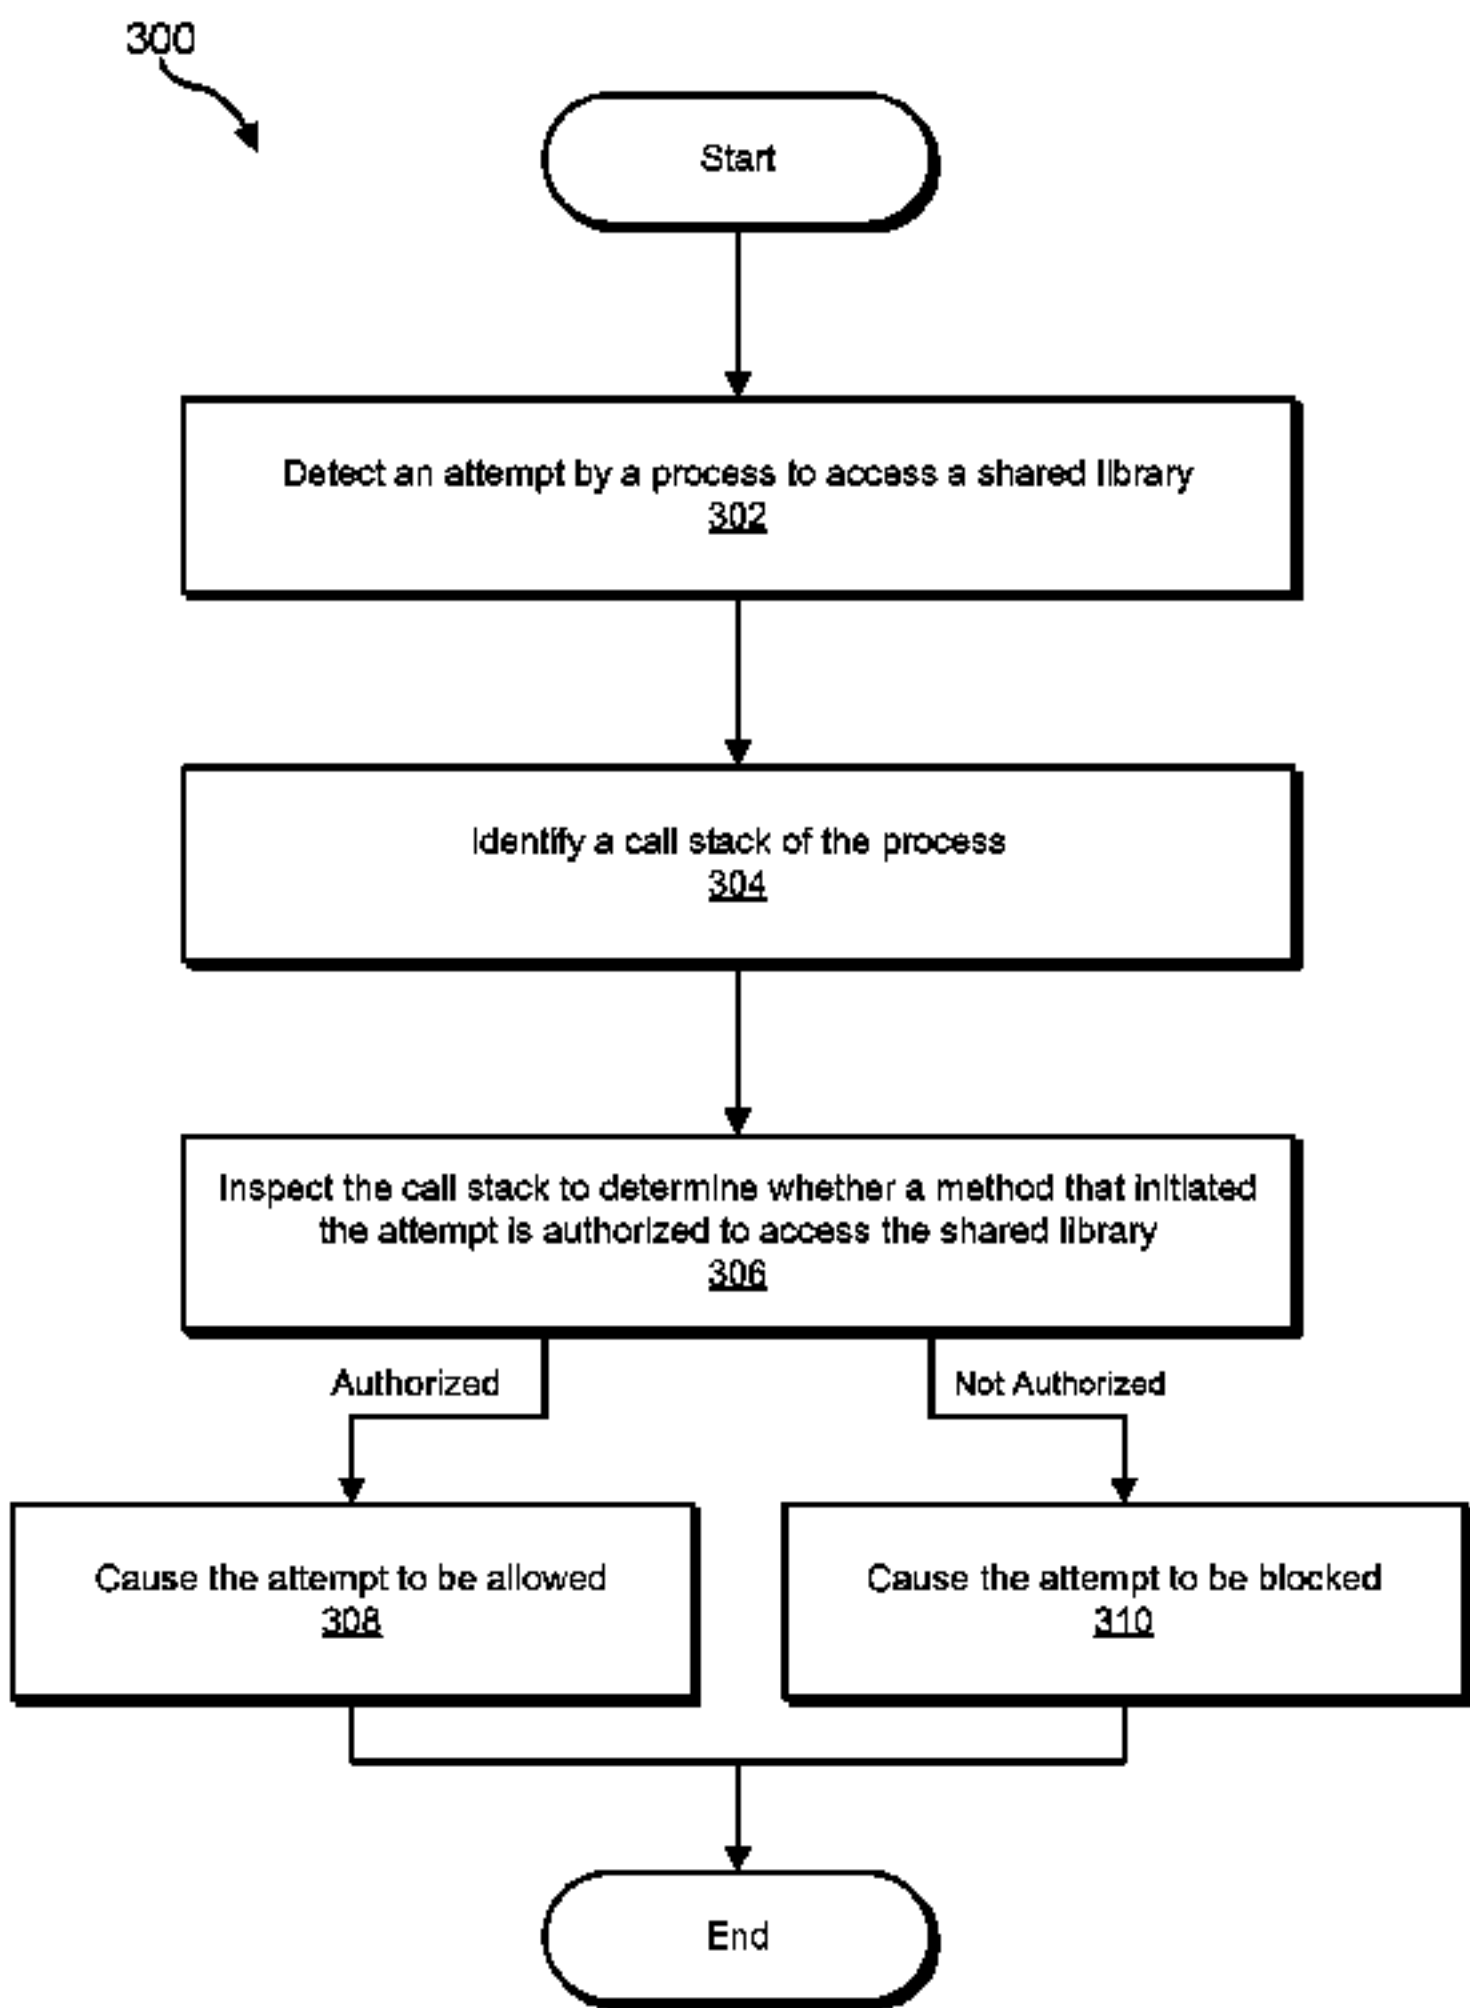 300
Start
Detect an attempt by a process to access a shared library
302
Identify a call stack of the process
304
Inspect the call stack to determine whether a method that initiated
the attempt is authorized to access the shared library
306
Authorized
Not Authorized
Cause the attempt to be allowed
308
Cause the attempt to be blocked
310
End